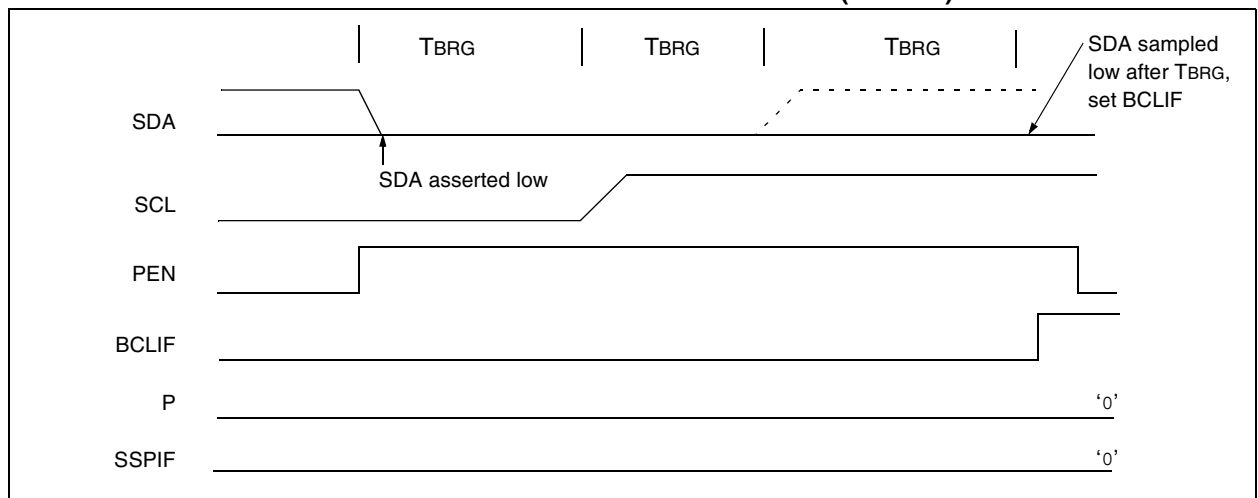 TBRG TBRG TBRG
SDA sampled
low after TBRG,
set BCLIF
SDA
SDA asserted low
SCL
PEN
BCLIF
P
‘0’
SSPIF
‘0’